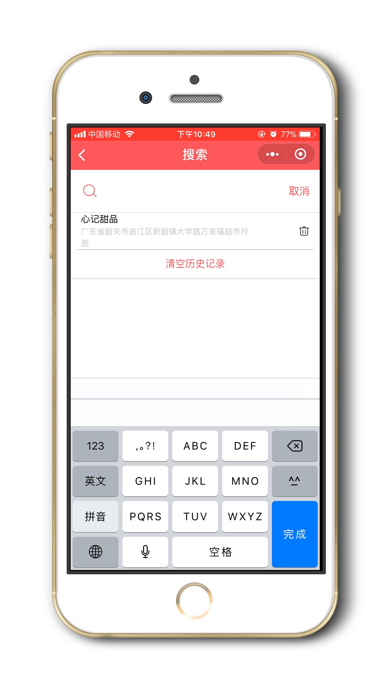 中国移动 下午10:49 77%
搜索
取消
心记甜品
广东省韶关市曲江区新韶镇大学路万家福超市对
面
清空历史记录
123 ,。?! ABC DEF
英文 GHI JKL MNO ^^
拼音 PQRS TUV WXYZ 完成
空格